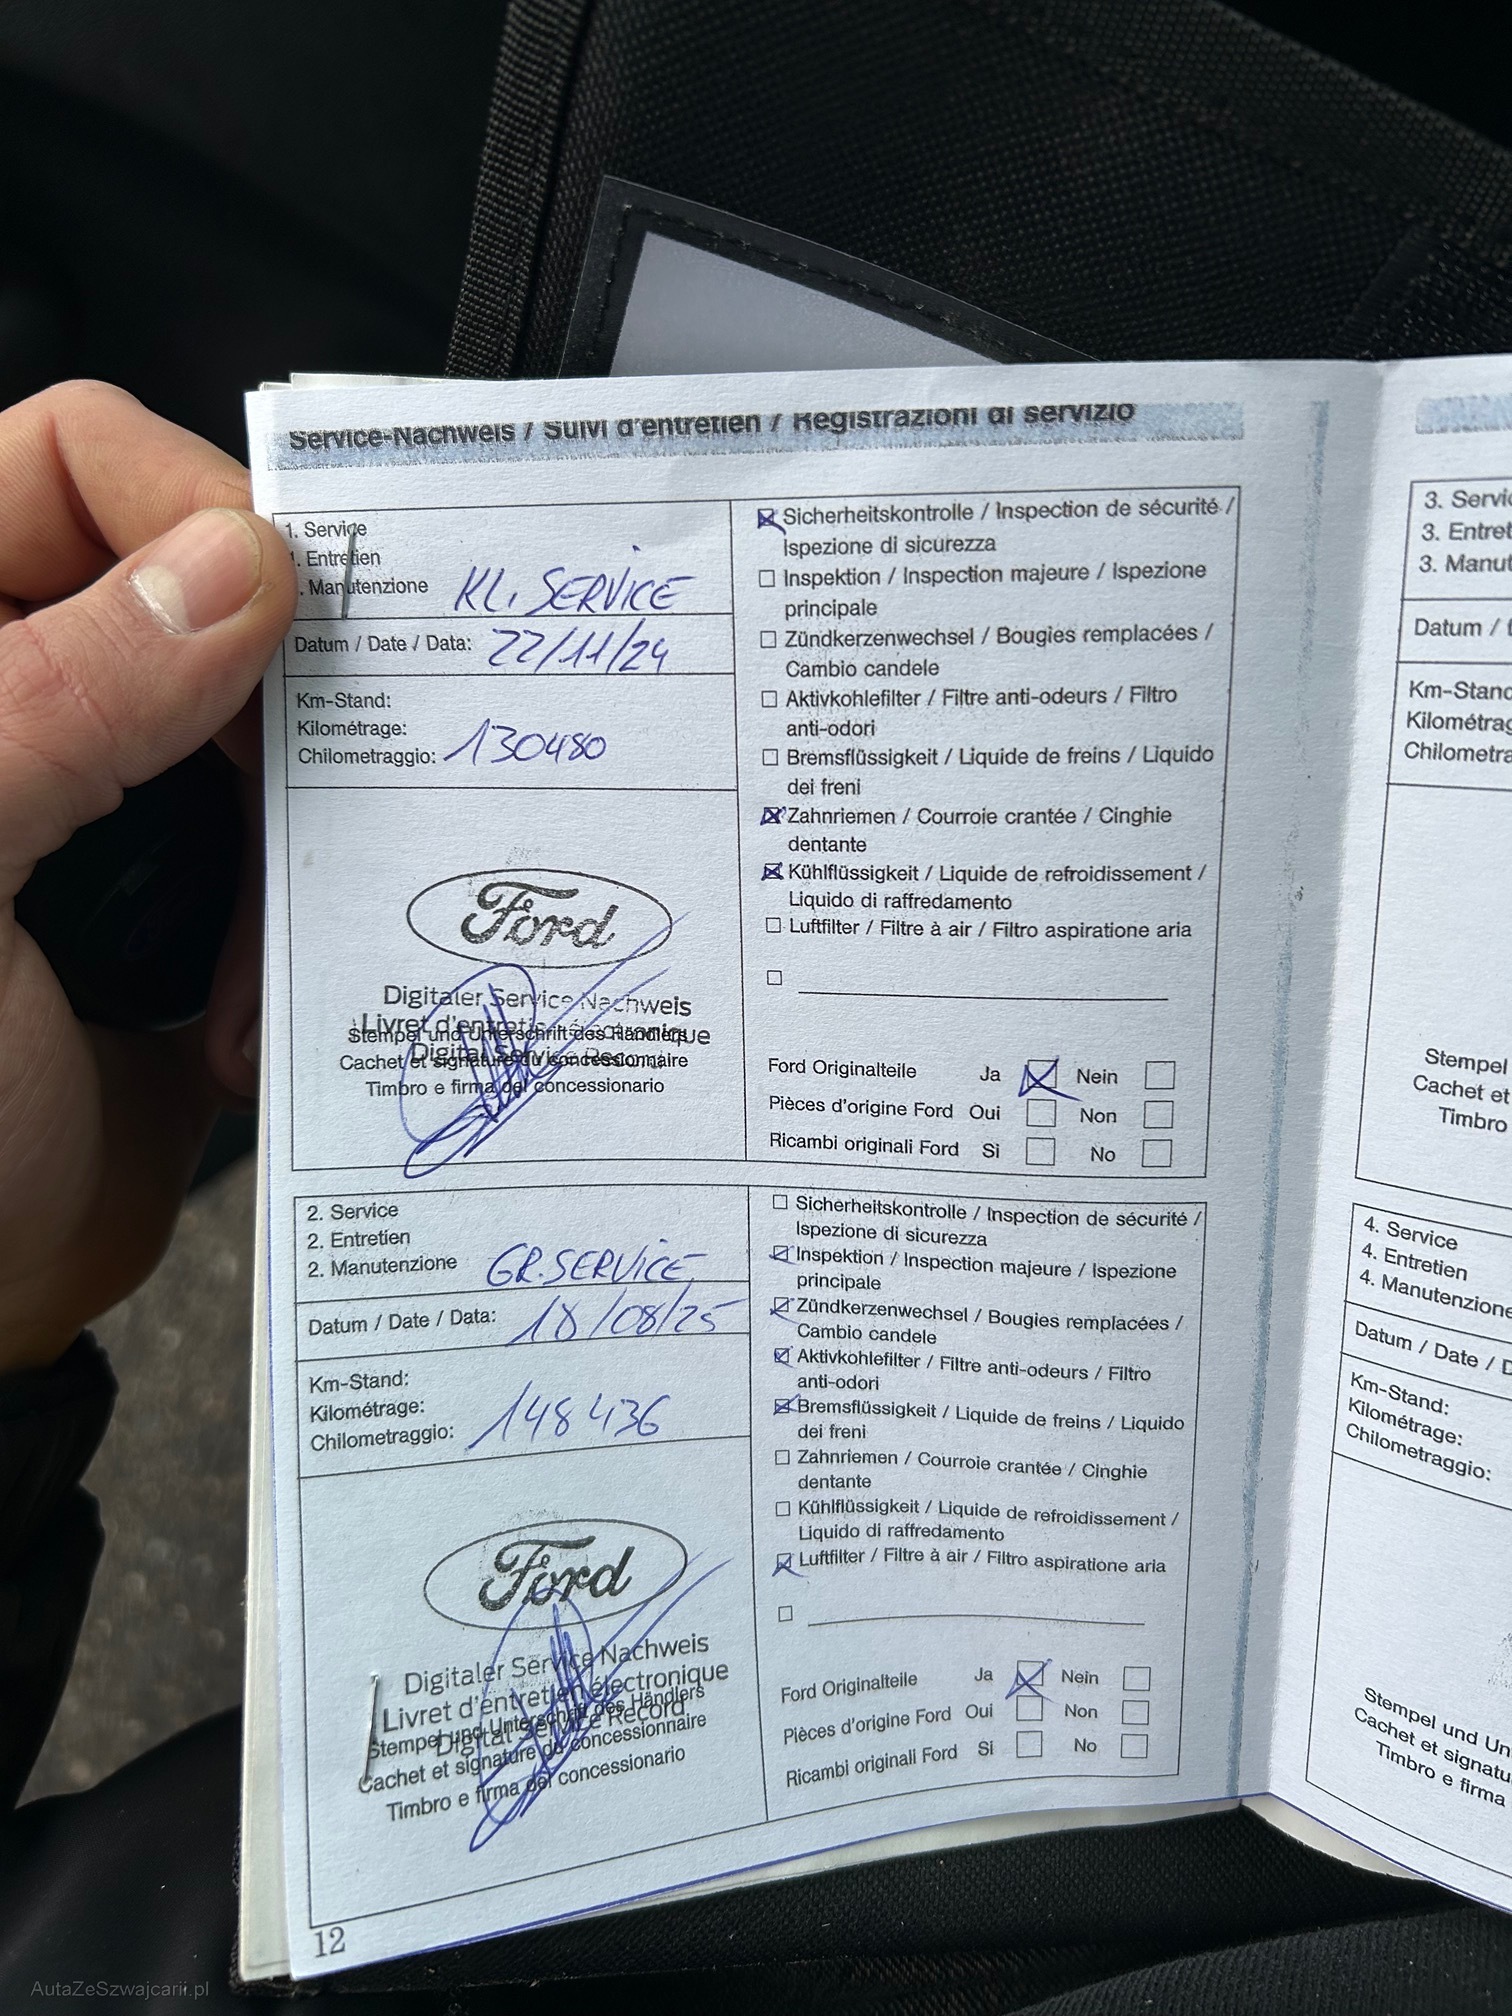 Service-Nachweis / Suivi d'entretien / Registrazioni di servizio
1. Service
. Entretien
. Manutenzione KL. SERVICE
Datum / Date / Data: 22/11/24
Km-Stand:
Kilométrage:
Chilometraggio: 130480
Ford
Digitaler Service Nachweis
Livret d'entretien électronique
Stempel und Unterschrift des Händlers
Digital Service Record
Cachet et signature du concessionnaire
Timbro e firma del concessionario
Sicherheitskontrolle / Inspection de sécurité /
Ispezione di sicurezza
Inspektion / Inspection majeure / Ispezione
principale
Zündkerzenwechsel / Bougies remplacées /
Cambio candele
Aktivkohlefilter / Filtre anti-odeurs / Filtro
anti-odori
Bremsflüssigkeit / Liquide de freins / Liquido
dei freni
Zahnriemen / Courroie crantée / Cinghie
dentante
Kühlflüssigkeit / Liquide de refroidissement /
Liquido di raffredamento
Luftfilter / Filtre à air / Filtro aspiratione aria
Ford Originalteile Ja Nein
Pièces d'origine Ford Oui Non
Ricambi originali Ford Si No
2. Service
2. Entretien
2. Manutenzione GR. SERVICE
Datum / Date / Data: 18/08/25
Km-Stand:
Kilométrage:
Chilometraggio: 148436
Ford
Digitaler Service Nachweis
Livret d'entretien électronique
Stempel und Unterschrift des Händlers
Digital Service Record
Cachet et signature du concessionnaire
Timbro e firma del concessionario
Sicherheitskontrolle / Inspection de sécurité /
Ispezione di sicurezza
Inspektion / Inspection majeure / Ispezione
principale
Zündkerzenwechsel / Bougies remplacées /
Cambio candele
Aktivkohlefilter / Filtre anti-odeurs / Filtro
anti-odori
Bremsflüssigkeit / Liquide de freins / Liquido
dei freni
Zahnriemen / Courroie crantée / Cinghie
dentante
Kühlflüssigkeit / Liquide de refroidissement /
Liquido di raffredamento
Luftfilter / Filtre à air / Filtro aspiratione aria
Ford Originalteile Ja Nein
Pièces d'origine Ford Oui Non
Ricambi originali Ford Si No
12
3. Servi
3. Entret
3. Manut
Datum /
Km-Stand
Kilométrag
Chilometra
Stempel
Cachet et
Timbro
4. Service
4. Entretien
4. Manutenzione
Datum / Date / D
Km-Stand:
Kilométrage:
Chilometraggio:
Stempel und Un
Cachet et signatu
Timbro e firma
AutaZeSzwajcarii.pl